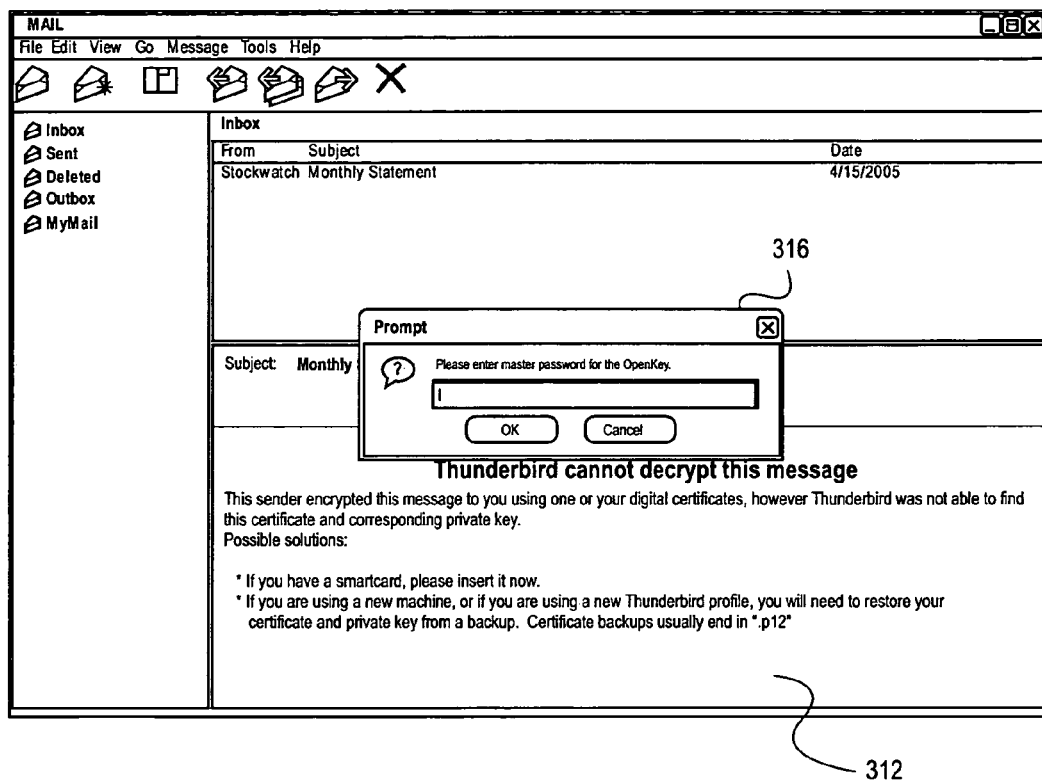 MAIL
File Edit View Go Message Tools Help
Inbox
Sent
Deleted
Outbox
MyMail
Inbox
From Subject Date
Stockwatch Monthly Statement 4/15/2005
316
Prompt
?
Please enter master password for the OpenKey.
OK Cancel
Subject: Monthly
Thunderbird cannot decrypt this message
This sender encrypted this message to you using one or your digital certificates, however Thunderbird was not able to find
this certificate and corresponding private key.
Possible solutions:
* If you have a smartcard, please insert it now.
* If you are using a new machine, or if you are using a new Thunderbird profile, you will need to restore your
certificate and private key from a backup. Certificate backups usually end in ".p12"
312